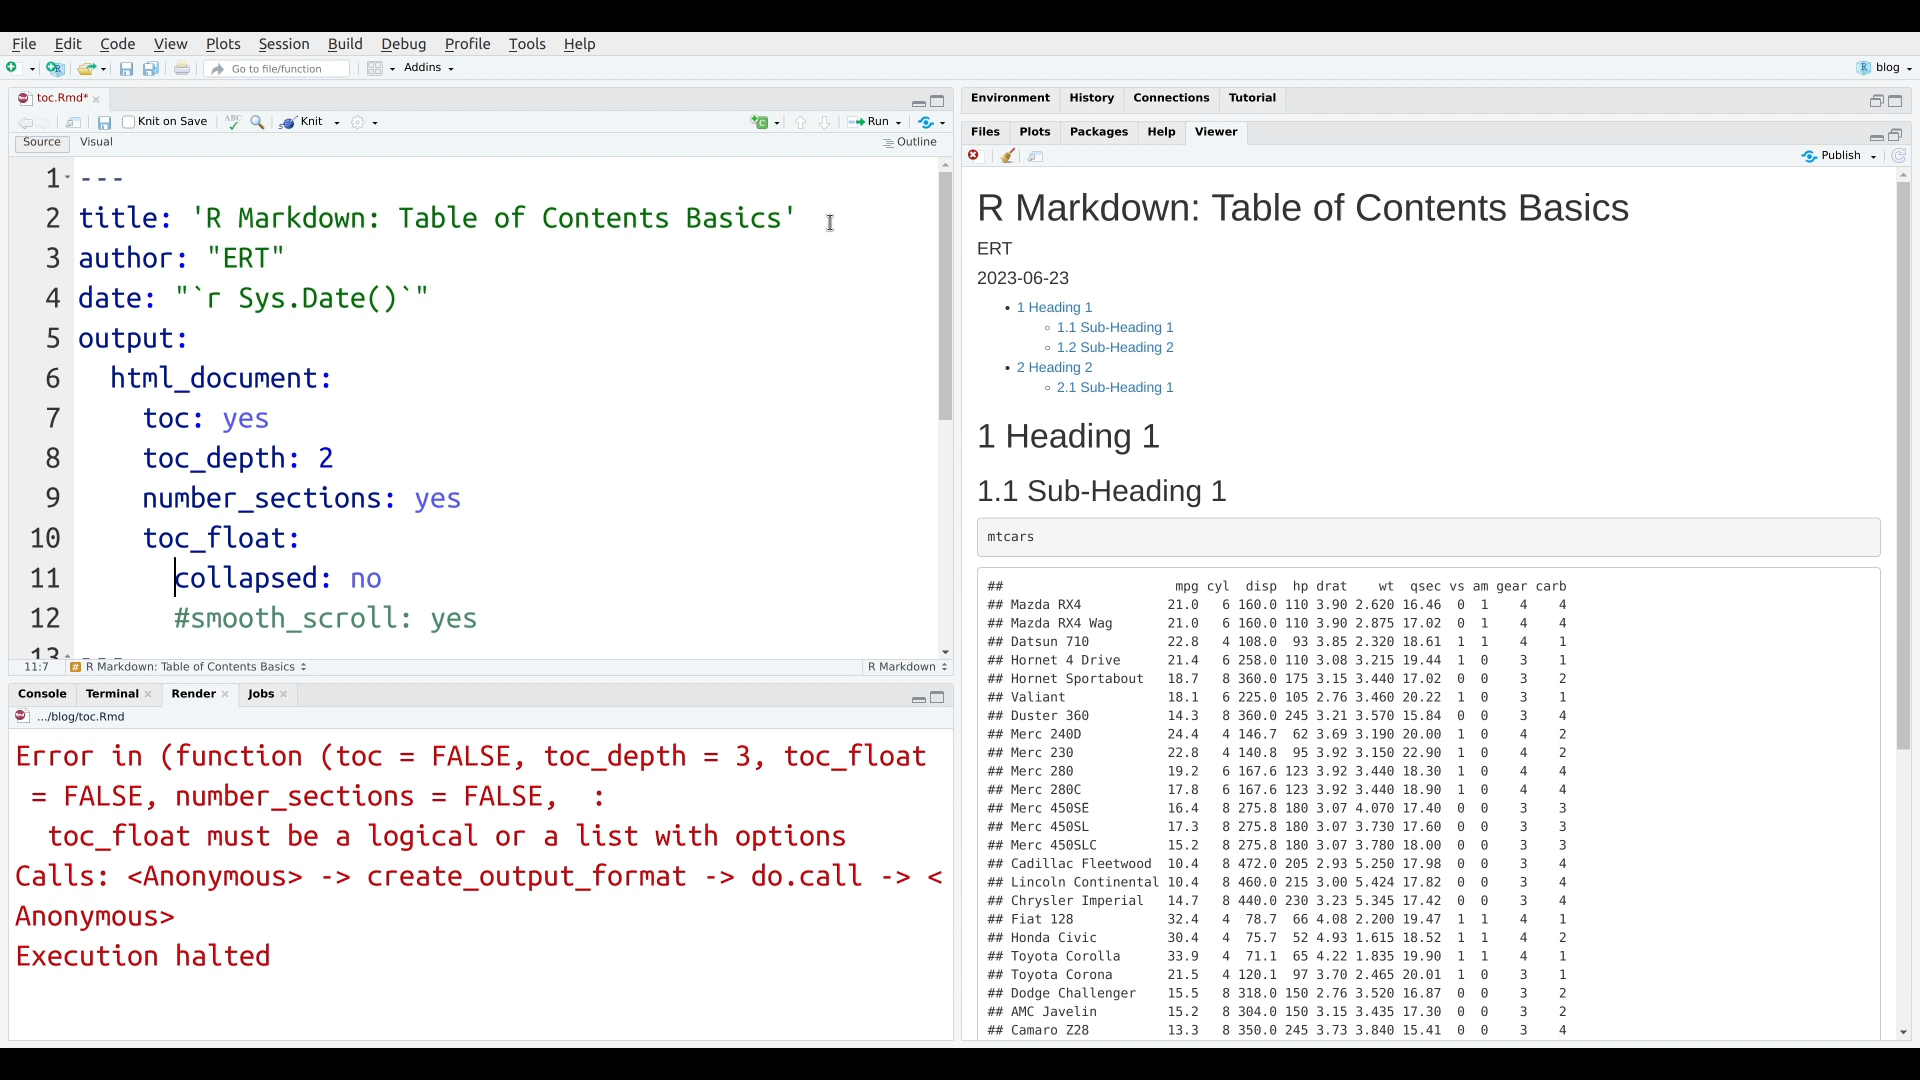 File Edit Code View Plots Session Build Debug Profile Tools Help
Go to file/function Addins blog
toc.Rmd*
Knit on Save ABC Knit Run
Source Visual Outline
1 ---
2 title: 'R Markdown: Table of Contents Basics'
3 author: "ERT"
4 date: "`r Sys.Date()`"
5 output:
6 html_document:
7 toc: yes
8 toc_depth: 2
9 number_sections: yes
10 toc_float:
11 collapsed: no
12 #smooth_scroll: yes
13 ---
11:7 # R Markdown: Table of Contents Basics R Markdown
Console Terminal Render Jobs
.../blog/toc.Rmd
Error in (function (toc = FALSE, toc_depth = 3, toc_float
= FALSE, number_sections = FALSE,  :
toc_float must be a logical or a list with options
Calls: <Anonymous> -> create_output_format -> do.call -> <
Anonymous>
Execution halted
Environment History Connections Tutorial
Files Plots Packages Help Viewer
Publish
R Markdown: Table of Contents Basics
ERT
2023-06-23
• 1 Heading 1
◦ 1.1 Sub-Heading 1
◦ 1.2 Sub-Heading 2
• 2 Heading 2
◦ 2.1 Sub-Heading 1
1 Heading 1
1.1 Sub-Heading 1
mtcars
## mpg cyl disp hp drat wt qsec vs am gear carb
## Mazda RX4 21.0 6 160.0 110 3.90 2.620 16.46 0 1 4 4
## Mazda RX4 Wag 21.0 6 160.0 110 3.90 2.875 17.02 0 1 4 4
## Datsun 710 22.8 4 108.0 93 3.85 2.320 18.61 1 1 4 1
## Hornet 4 Drive 21.4 6 258.0 110 3.08 3.215 19.44 1 0 3 1
## Hornet Sportabout 18.7 8 360.0 175 3.15 3.440 17.02 0 0 3 2
## Valiant 18.1 6 225.0 105 2.76 3.460 20.22 1 0 3 1
## Duster 360 14.3 8 360.0 245 3.21 3.570 15.84 0 0 3 4
## Merc 240D 24.4 4 146.7 62 3.69 3.190 20.00 1 0 4 2
## Merc 230 22.8 4 140.8 95 3.92 3.150 22.90 1 0 4 2
## Merc 280 19.2 6 167.6 123 3.92 3.440 18.30 1 0 4 4
## Merc 280C 17.8 6 167.6 123 3.92 3.440 18.90 1 0 4 4
## Merc 450SE 16.4 8 275.8 180 3.07 4.070 17.40 0 0 3 3
## Merc 450SL 17.3 8 275.8 180 3.07 3.730 17.60 0 0 3 3
## Merc 450SLC 15.2 8 275.8 180 3.07 3.780 18.00 0 0 3 3
## Cadillac Fleetwood 10.4 8 472.0 205 2.93 5.250 17.98 0 0 3 4
## Lincoln Continental 10.4 8 460.0 215 3.00 5.424 17.82 0 0 3 4
## Chrysler Imperial 14.7 8 440.0 230 3.23 5.345 17.42 0 0 3 4
## Fiat 128 32.4 4 78.7 66 4.08 2.200 19.47 1 1 4 1
## Honda Civic 30.4 4 75.7 52 4.93 1.615 18.52 1 1 4 2
## Toyota Corolla 33.9 4 71.1 65 4.22 1.835 19.90 1 1 4 1
## Toyota Corona 21.5 4 120.1 97 3.70 2.465 20.01 1 0 3 1
## Dodge Challenger 15.5 8 318.0 150 2.76 3.520 16.87 0 0 3 2
## AMC Javelin 15.2 8 304.0 150 3.15 3.435 17.30 0 0 3 2
## Camaro Z28 13.3 8 350.0 245 3.73 3.840 15.41 0 0 3 4